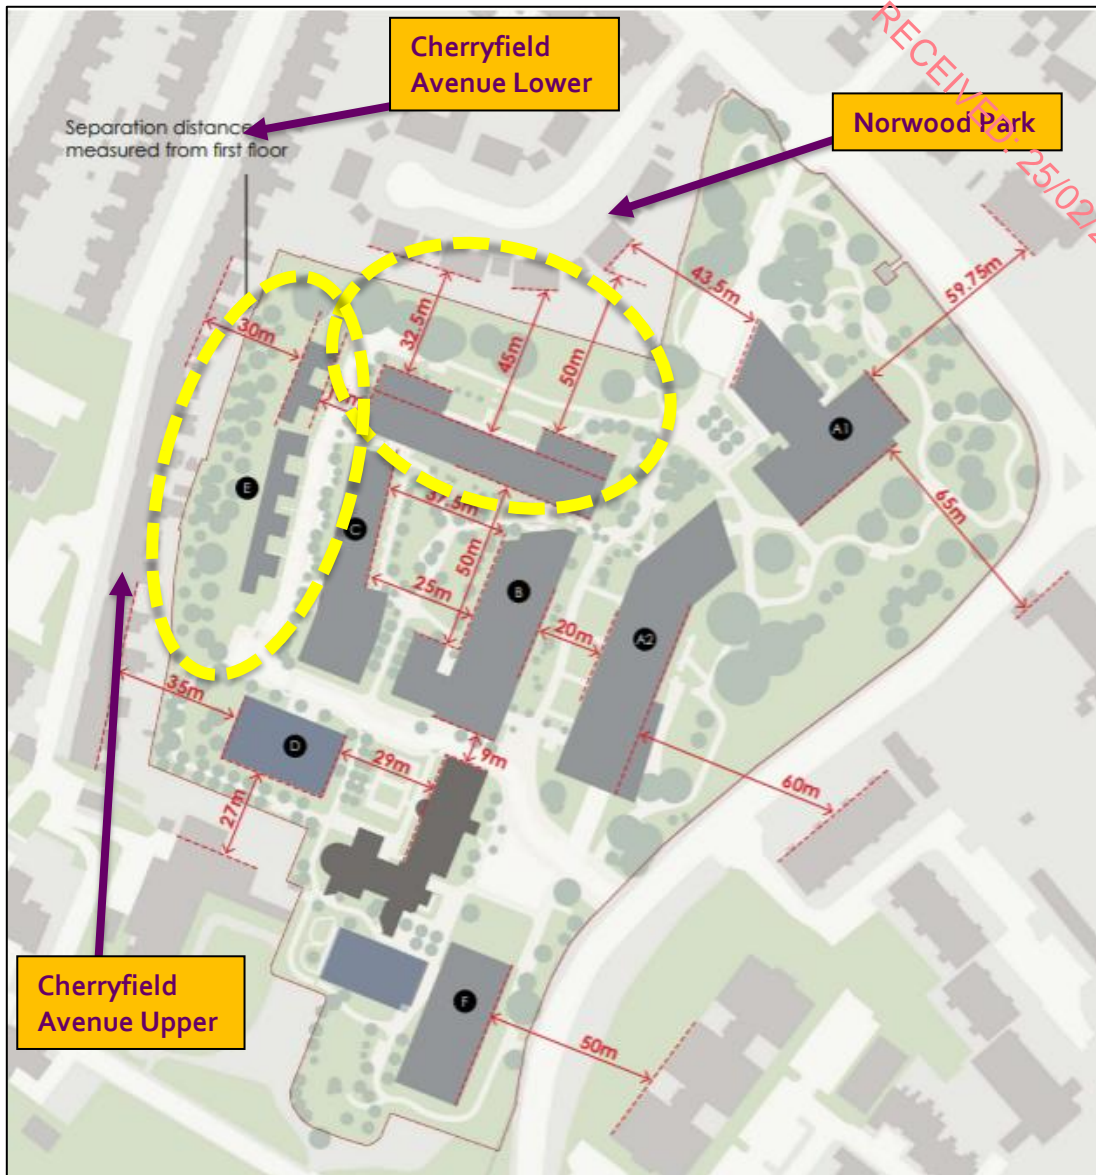 Cherryfield
Avenue Lower
Norwood Park
Separation distance
measured from first floor
RECEIVED: 25/02/2
43.5m
59.75m
32.5m
45m
50m
30m
A1
65m
E
37.5m
C
50m
25m
B
20m
A2
35m
D
29m
9m
27m
60m
Cherryfield
Avenue Upper
F
50m